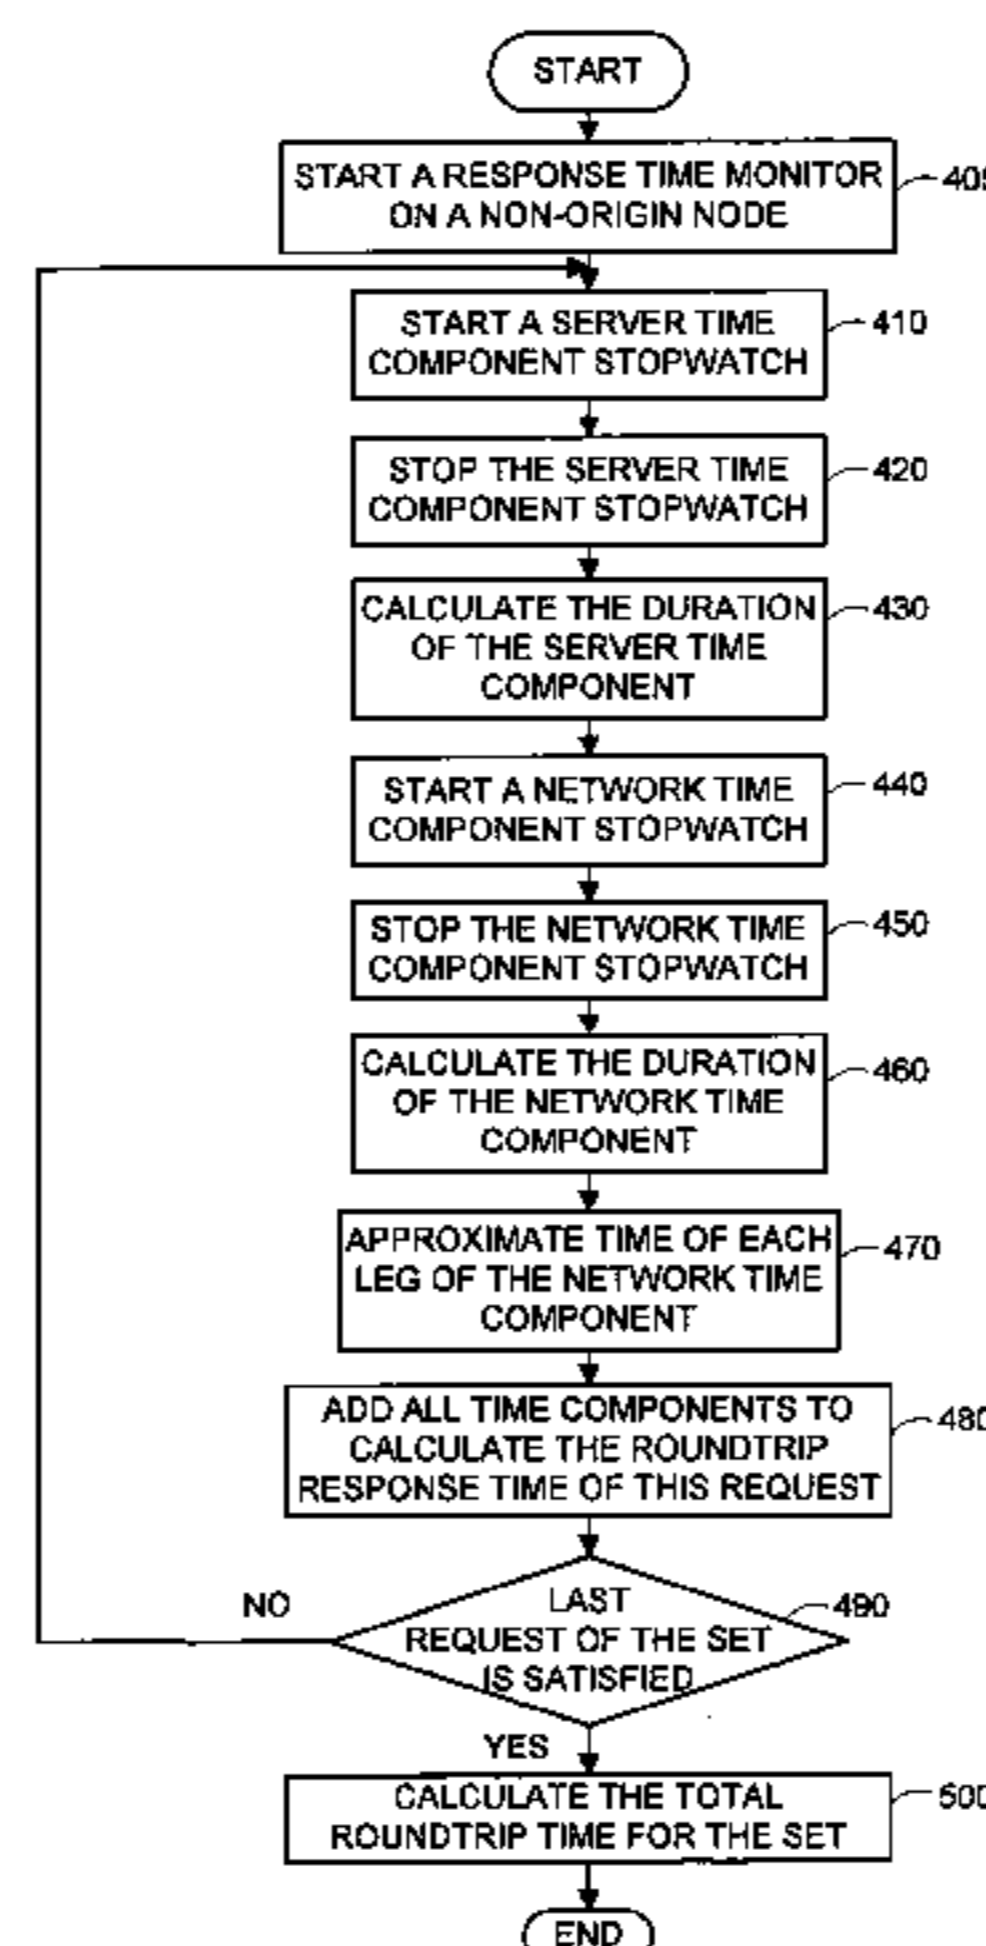 START
START A RESPONSE TIME MONITOR
ON A NON-ORIGIN NODE
405
START A SERVER TIME
COMPONENT STOPWATCH
410
STOP THE SERVER TIME
COMPONENT STOPWATCH
420
CALCULATE THE DURATION
OF THE SERVER TIME
COMPONENT
430
START A NETWORK TIME
COMPONENT STOPWATCH
440
STOP THE NETWORK TIME
COMPONENT STOPWATCH
450
CALCULATE THE DURATION
OF THE NETWORK TIME
COMPONENT
460
APPROXIMATE TIME OF EACH
LEG OF THE NETWORK TIME
COMPONENT
470
ADD ALL TIME COMPONENTS TO
CALCULATE THE ROUNDTRIP
RESPONSE TIME OF THIS REQUEST
480
NO
LAST
REQUEST OF THE SET
IS SATISFIED
490
YES
CALCULATE THE TOTAL
ROUNDTRIP TIME FOR THE SET
500
END